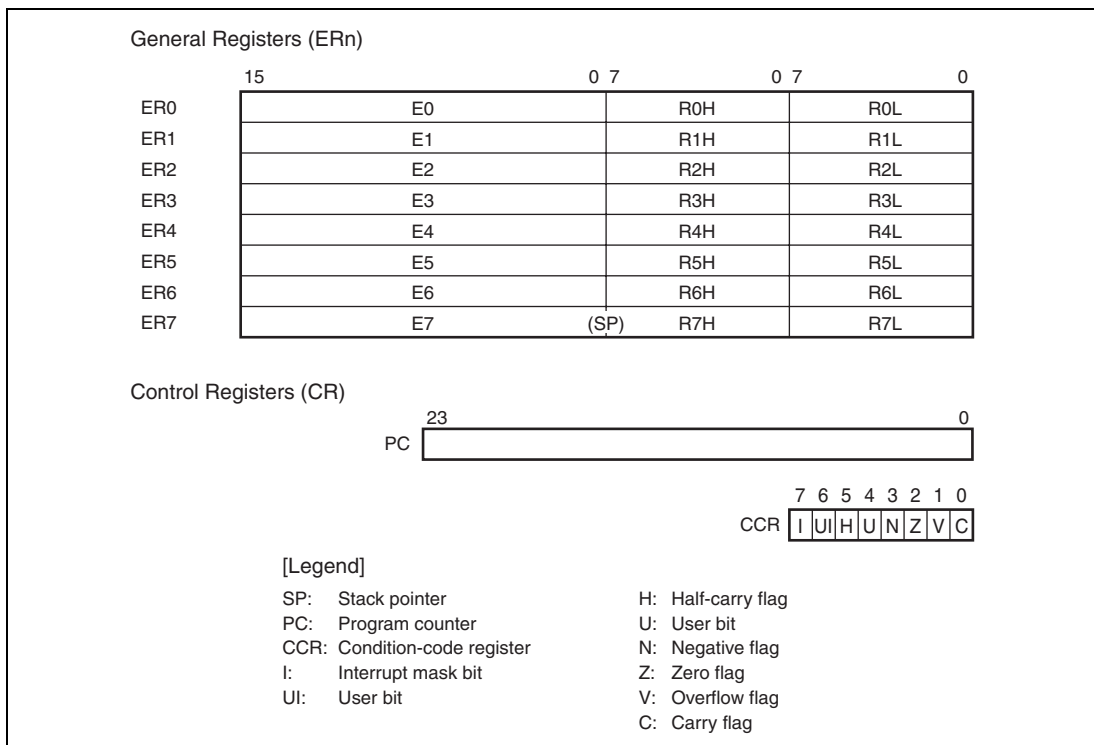 General Registers (ERn)
15 0 7 0 7 0
ER0 E0 R0H R0L
ER1 E1 R1H R1L
ER2 E2 R2H R2L
ER3 E3 R3H R3L
ER4 E4 R4H R4L
ER5 E5 R5H R5L
ER6 E6 R6H R6L
ER7 E7 (SP) R7H R7L
Control Registers (CR)
23 0
PC
7 6 5 4 3 2 1 0
CCR I UI H U N Z V C
[Legend]
SP: Stack pointer
PC: Program counter
CCR: Condition-code register
I: Interrupt mask bit
UI: User bit
H: Half-carry flag
U: User bit
N: Negative flag
Z: Zero flag
V: Overflow flag
C: Carry flag